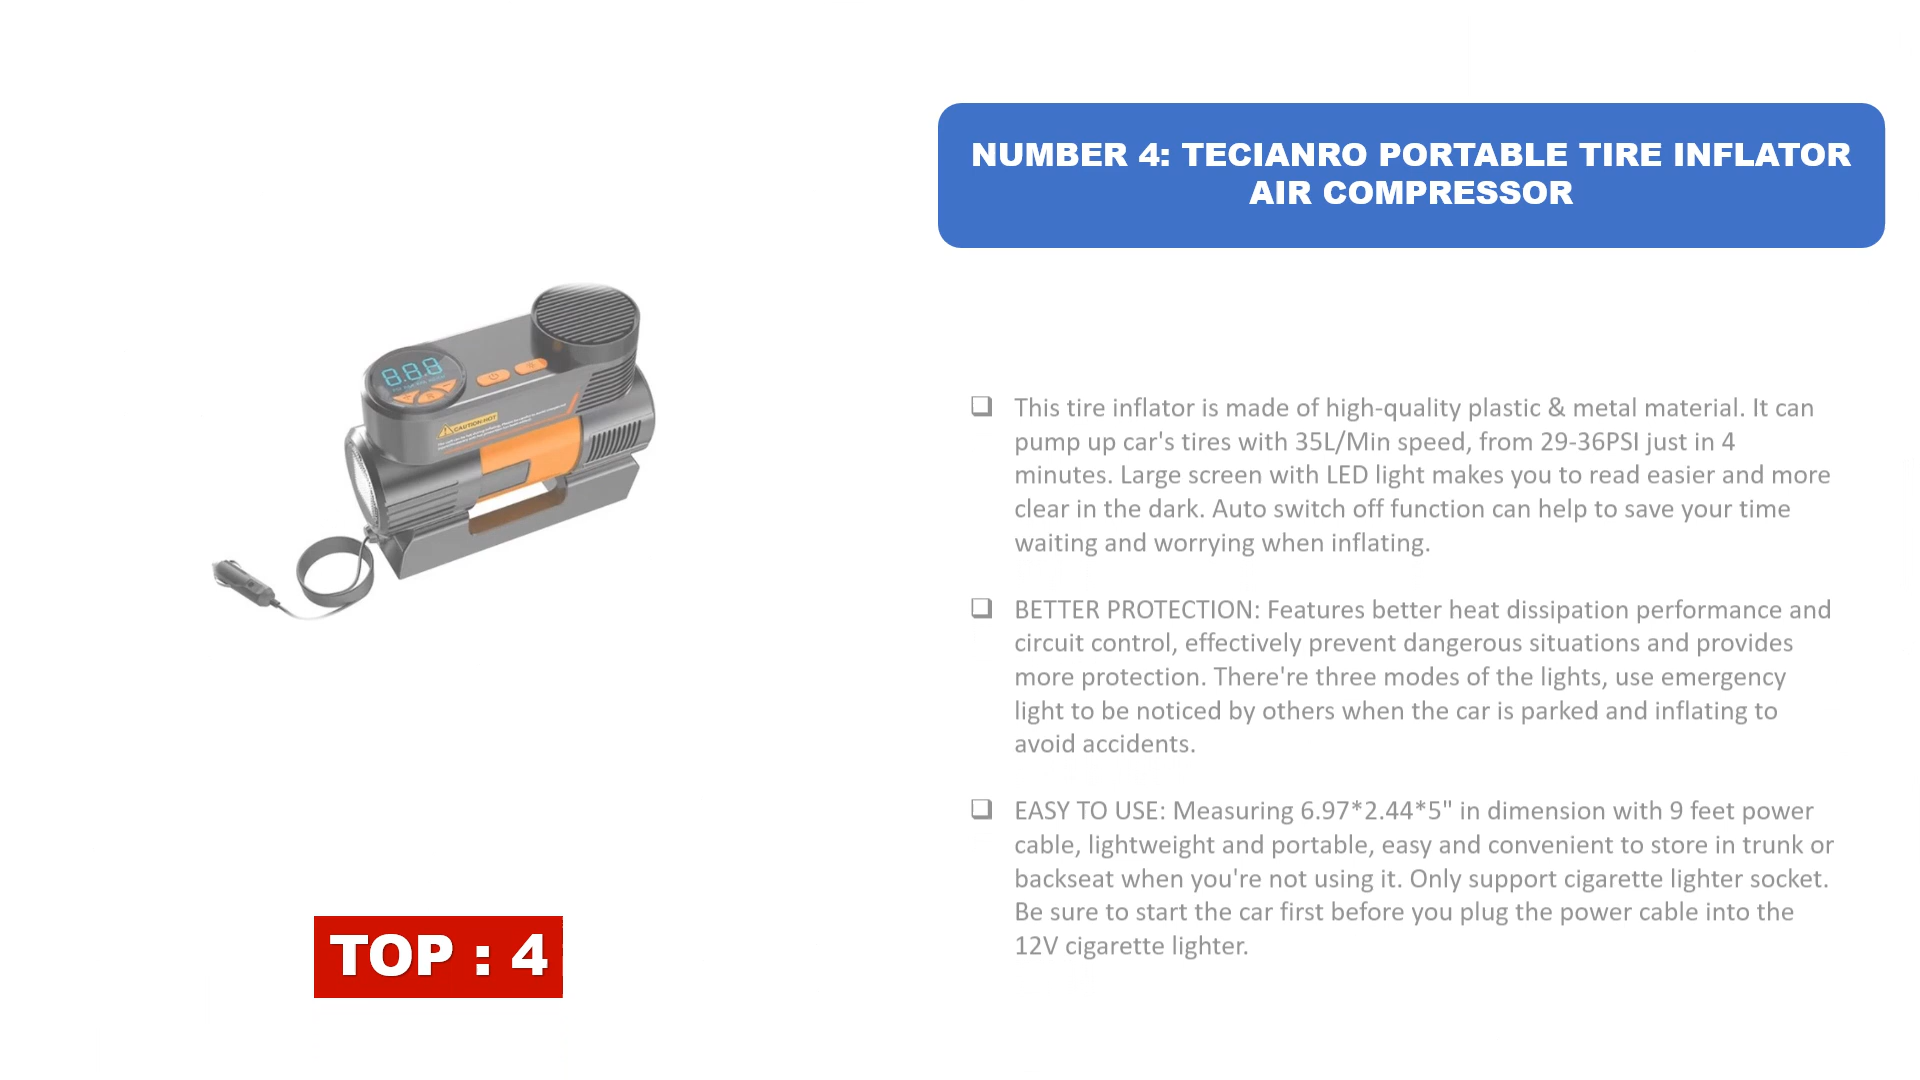 NUMBER 4: TECIANRO PORTABLE TIRE INFLATOR
AIR COMPRESSOR
8.8.8
CAUTION HOT
This tire inflator is made of high-quality plastic & metal material. It can
pump up car's tires with 35L/Min speed, from 29-36PSI just in 4
minutes. Large screen with LED light makes you to read easier and more
clear in the dark. Auto switch off function can help to save your time
waiting and worrying when inflating.
BETTER PROTECTION: Features better heat dissipation performance and
circuit control, effectively prevent dangerous situations and provides
more protection. There're three modes of the lights, use emergency
light to be noticed by others when the car is parked and inflating to
avoid accidents.
EASY TO USE: Measuring 6.97*2.44*5" in dimension with 9 feet power
cable, lightweight and portable, easy and convenient to store in trunk or
backseat when you're not using it. Only support cigarette lighter socket.
Be sure to start the car first before you plug the power cable into the
12V cigarette lighter.
TOP : 4